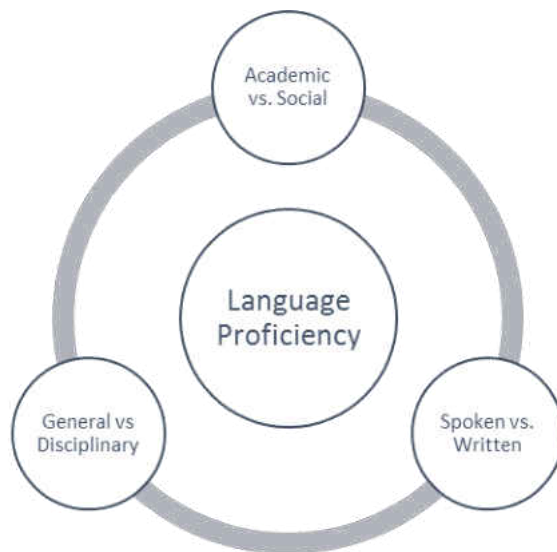 Academic
vs. Social
Language
Proficiency
General vs
Disciplinary
Spoken vs.
Written